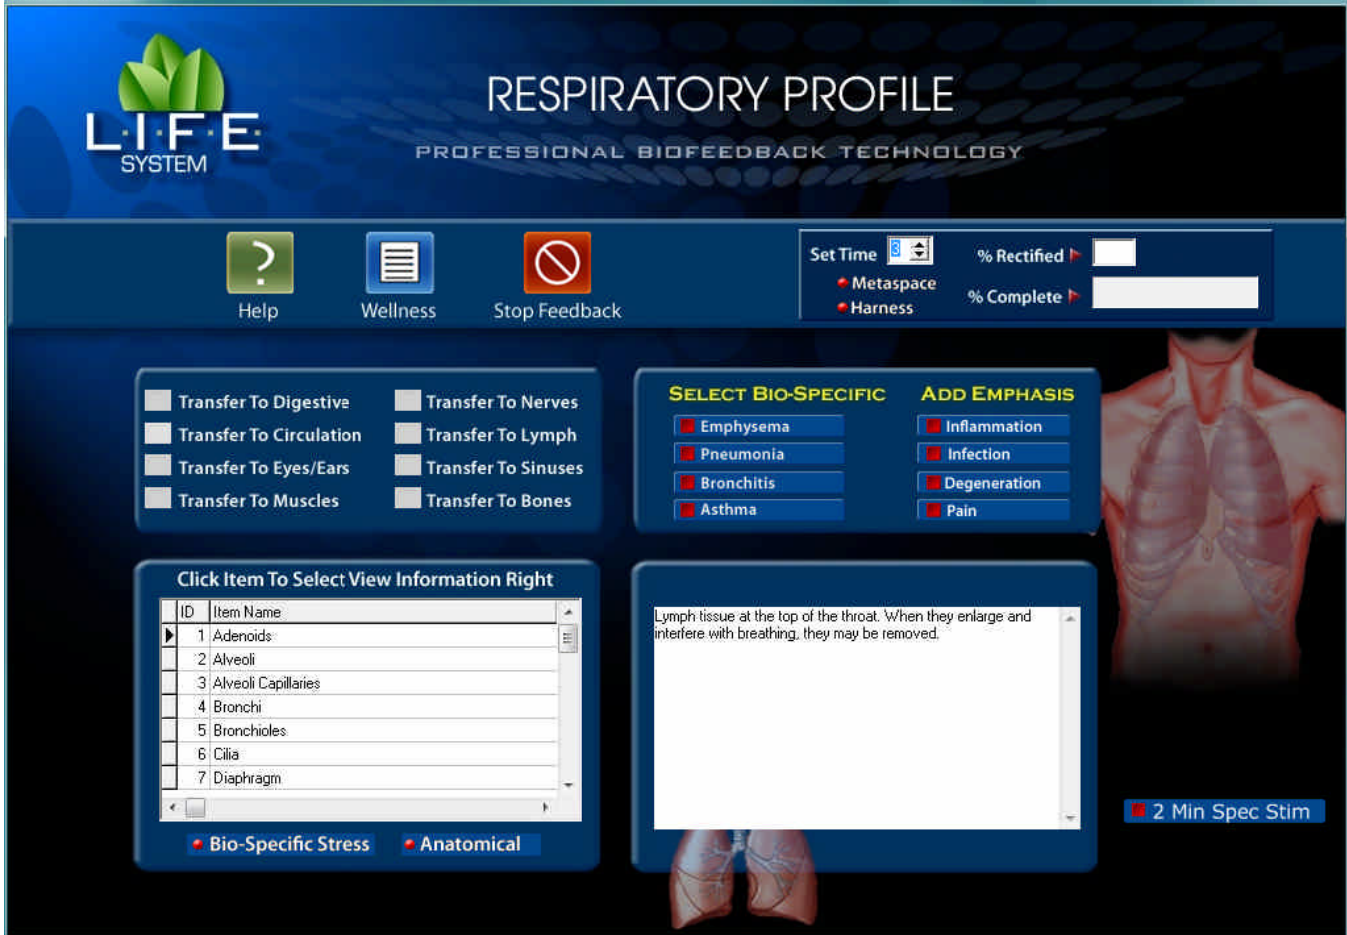 L·I·F·E·
SYSTEM
RESPIRATORY PROFILE
PROFESSIONAL BIOFEEDBACK TECHNOLOGY
?
Help
Wellness
Stop Feedback
Set Time 3
Metaspace
Harness
% Rectified
% Complete
Transfer To Digestive
Transfer To Circulation
Transfer To Eyes/Ears
Transfer To Muscles
Transfer To Nerves
Transfer To Lymph
Transfer To Sinuses
Transfer To Bones
SELECT BIO-SPECIFIC
Emphysema
Pneumonia
Bronchitis
Asthma
ADD EMPHASIS
Inflammation
Infection
Degeneration
Pain
Click Item To Select View Information Right
ID Item Name
1 Adenoids
2 Alveoli
3 Alveoli Capillaries
4 Bronchi
5 Bronchioles
6 Cilia
7 Diaphragm
Bio-Specific Stress
Anatomical
Lymph tissue at the top of the throat. When they enlarge and
interfere with breathing, they may be removed.
2 Min Spec Stim